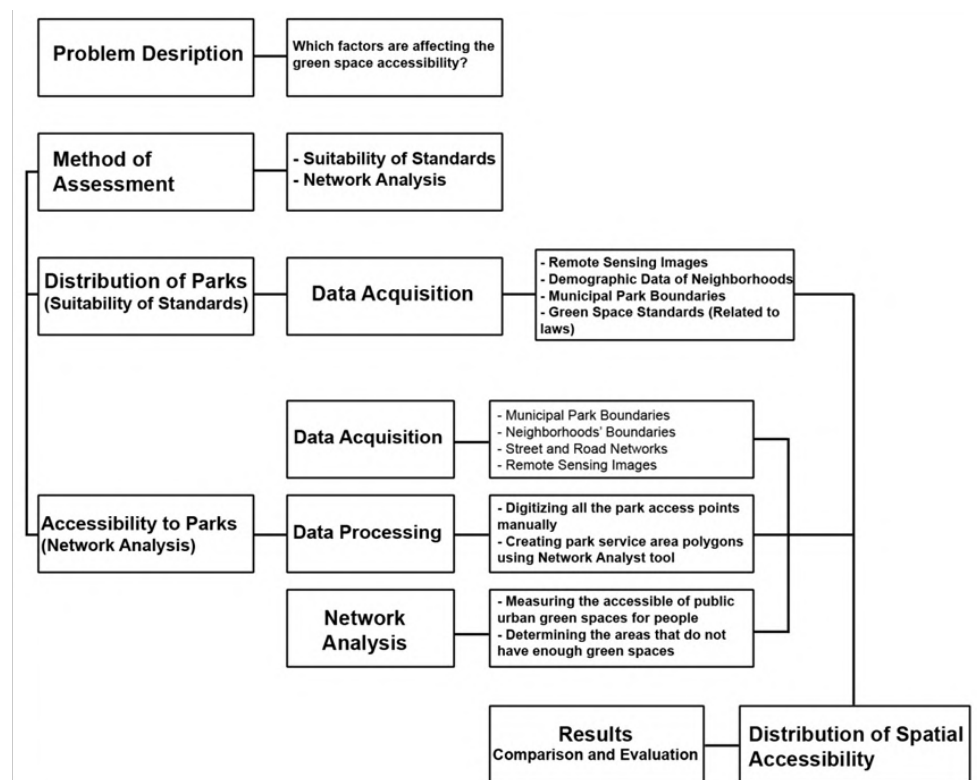 Problem Desription
Which factors are affecting the
green space accessibility?
Method of
Assessment
- Suitability of Standards
- Network Analysis
Distribution of Parks
(Suitability of Standards)
Data Acquisition
- Remote Sensing Images
- Demographic Data of Neighborhoods
- Municipal Park Boundaries
- Green Space Standards (Related to
laws)
Data Acquisition
- Municipal Park Boundaries
- Neighborhoods' Boundaries
- Street and Road Networks
- Remote Sensing Images
Accessibility to Parks
(Network Analysis)
Data Processing
- Digitizing all the park access points
manually
- Creating park service area polygons
using Network Analyst tool
Network
Analysis
- Measuring the accessible of public
urban green spaces for people
- Determining the areas that do not
have enough green spaces
Results
Comparison and Evaluation
Distribution of Spatial
Accessibility